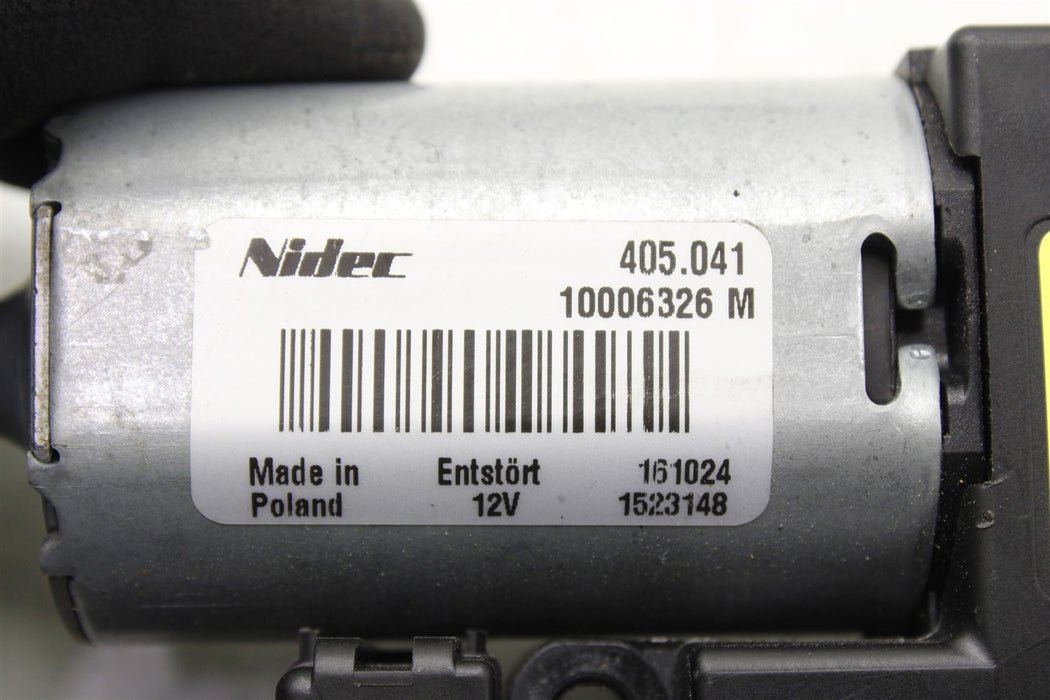 Nidec 405.041
10006326 M
Made in Entstört 161024
Poland 12V 1523148